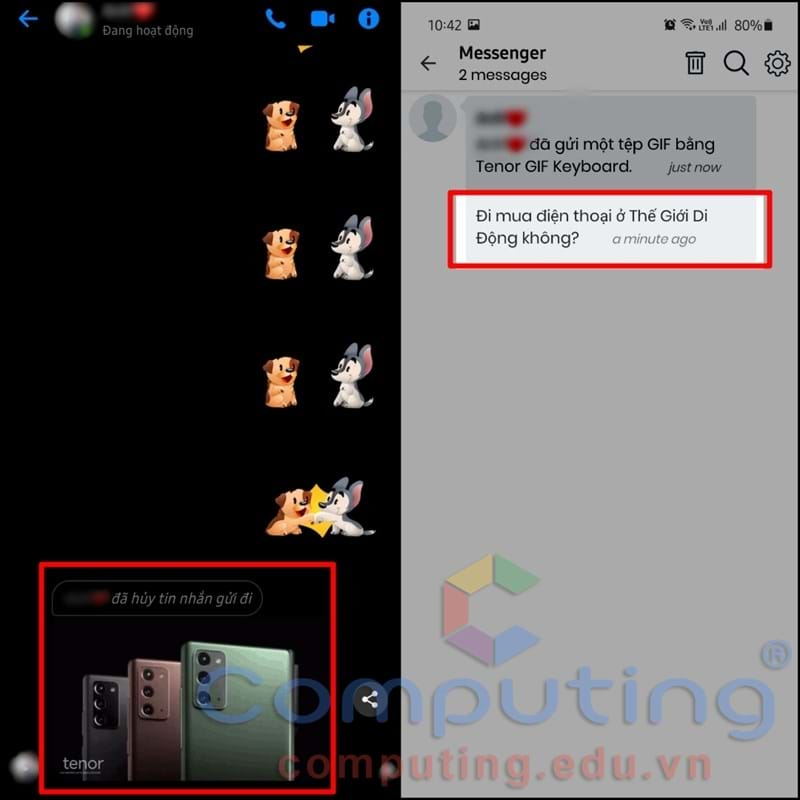 Đang hoạt động
đã hủy tin nhắn gửi đi
tenor
10:42
Vo)) LTE1 80%
Messenger
2 messages
đã gửi một tệp GIF bằng
Tenor GIF Keyboard. just now
Đi mua điện thoại ở Thế Giới Di
Động không? a minute ago
Computing®
computing.edu.vn